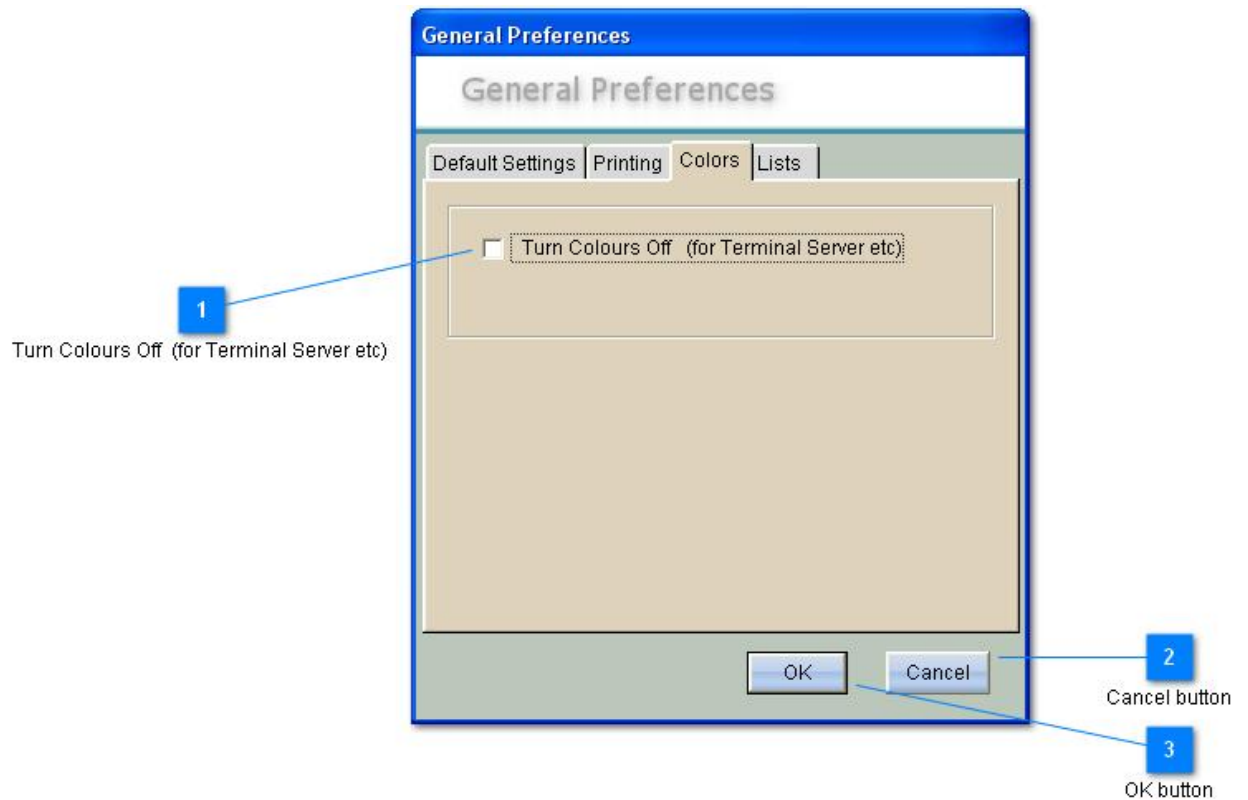 General Preferences
General Preferences
Default Settings Printing Colors Lists
Turn Colours Off (for Terminal Server etc)
1
Turn Colours Off (for Terminal Server etc)
OK Cancel
2
Cancel button
3
OK button